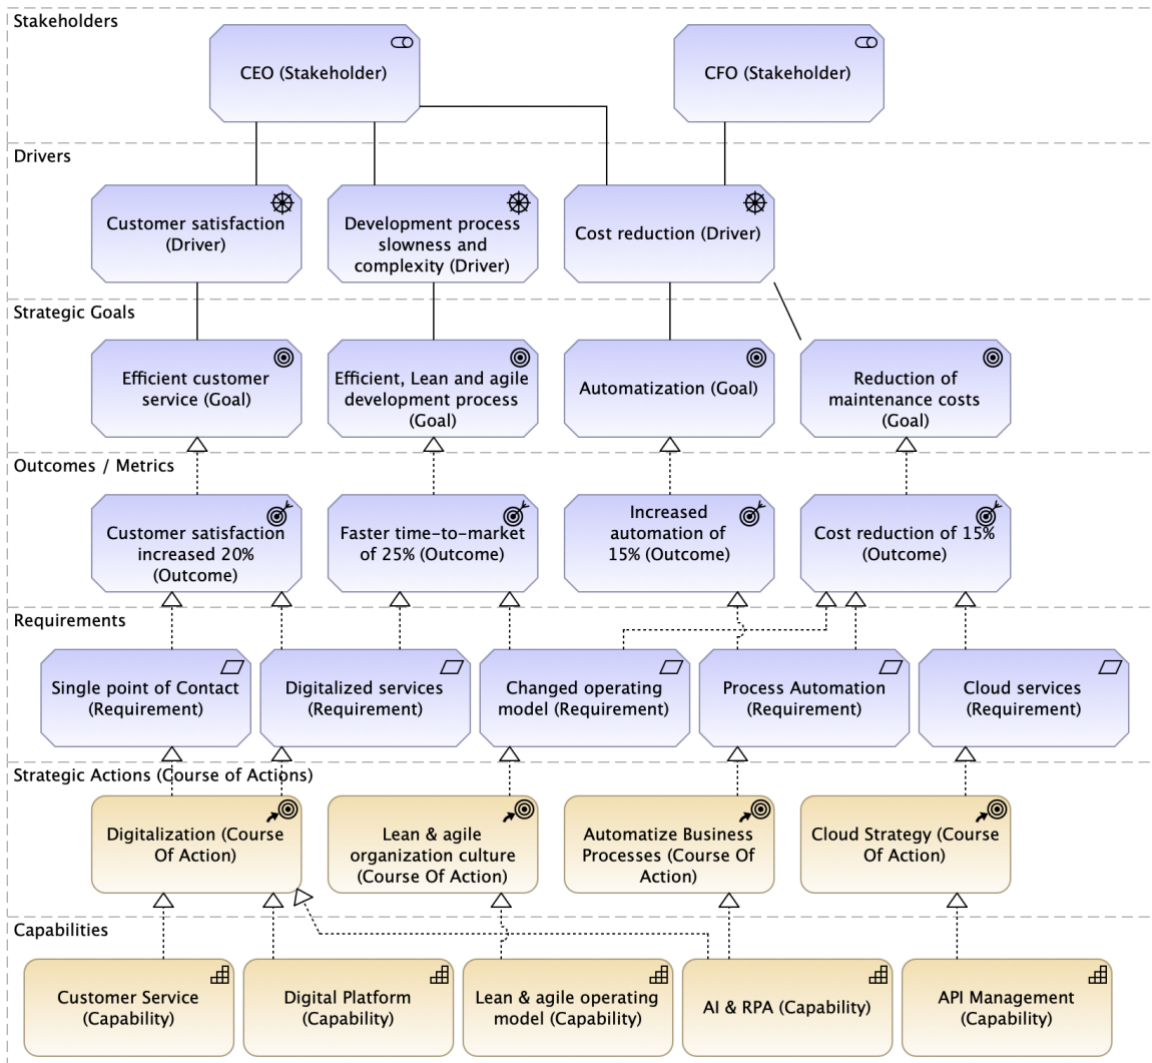 Stakeholders
CEO (Stakeholder)
CFO (Stakeholder)
Drivers
Customer satisfaction
(Driver)
Development process
slowness and
complexity (Driver)
Cost reduction (Driver)
Strategic Goals
Efficient customer
service (Goal)
Efficient, Lean and agile
development process
(Goal)
Automatization (Goal)
Reduction of
maintenance costs
(Goal)
Outcomes / Metrics
Customer satisfaction
increased 20%
(Outcome)
Faster time-to-market
of 25% (Outcome)
Increased
automation of
15% (Outcome)
Cost reduction of 15%
(Outcome)
Requirements
Single point of Contact
(Requirement)
Digitalized services
(Requirement)
Changed operating
model (Requirement)
Process Automation
(Requirement)
Cloud services
(Requirement)
Strategic Actions (Course of Actions)
Digitalization (Course
Of Action)
Lean & agile
organization culture
(Course Of Action)
Automatize Business
Processes (Course Of
Action)
Cloud Strategy (Course
Of Action)
Capabilities
Customer Service
(Capability)
Digital Platform
(Capability)
Lean & agile operating
model (Capability)
AI & RPA (Capability)
API Management
(Capability)